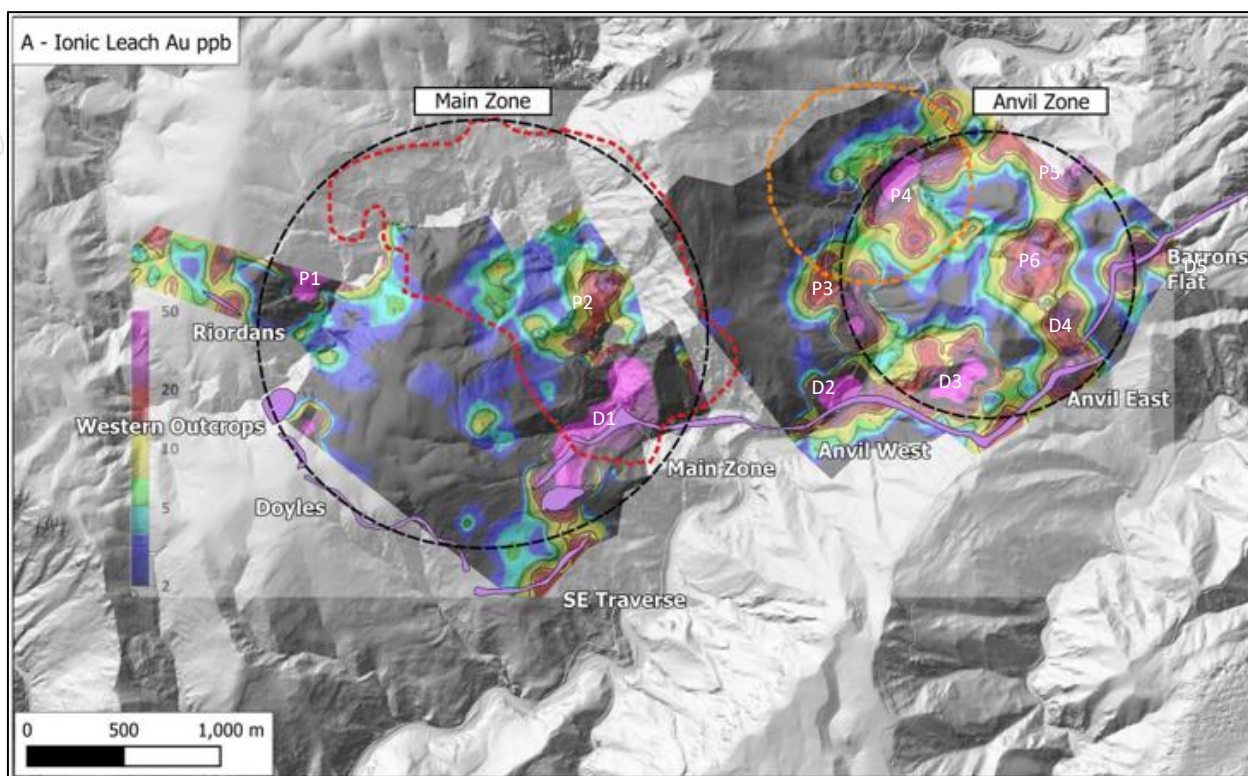 A - Ionic Leach Au ppb
Main Zone
Anvil Zone
P5
P4
P1
P6
Barrons
Flat
D5
P3
P2
50
Riordans
D4
20
D2
D3
Anvil East
D1
Western Outcrops
10
Anvil West
Main Zone
Doyles
5
2
SE Traverse
0 500 1,000 m